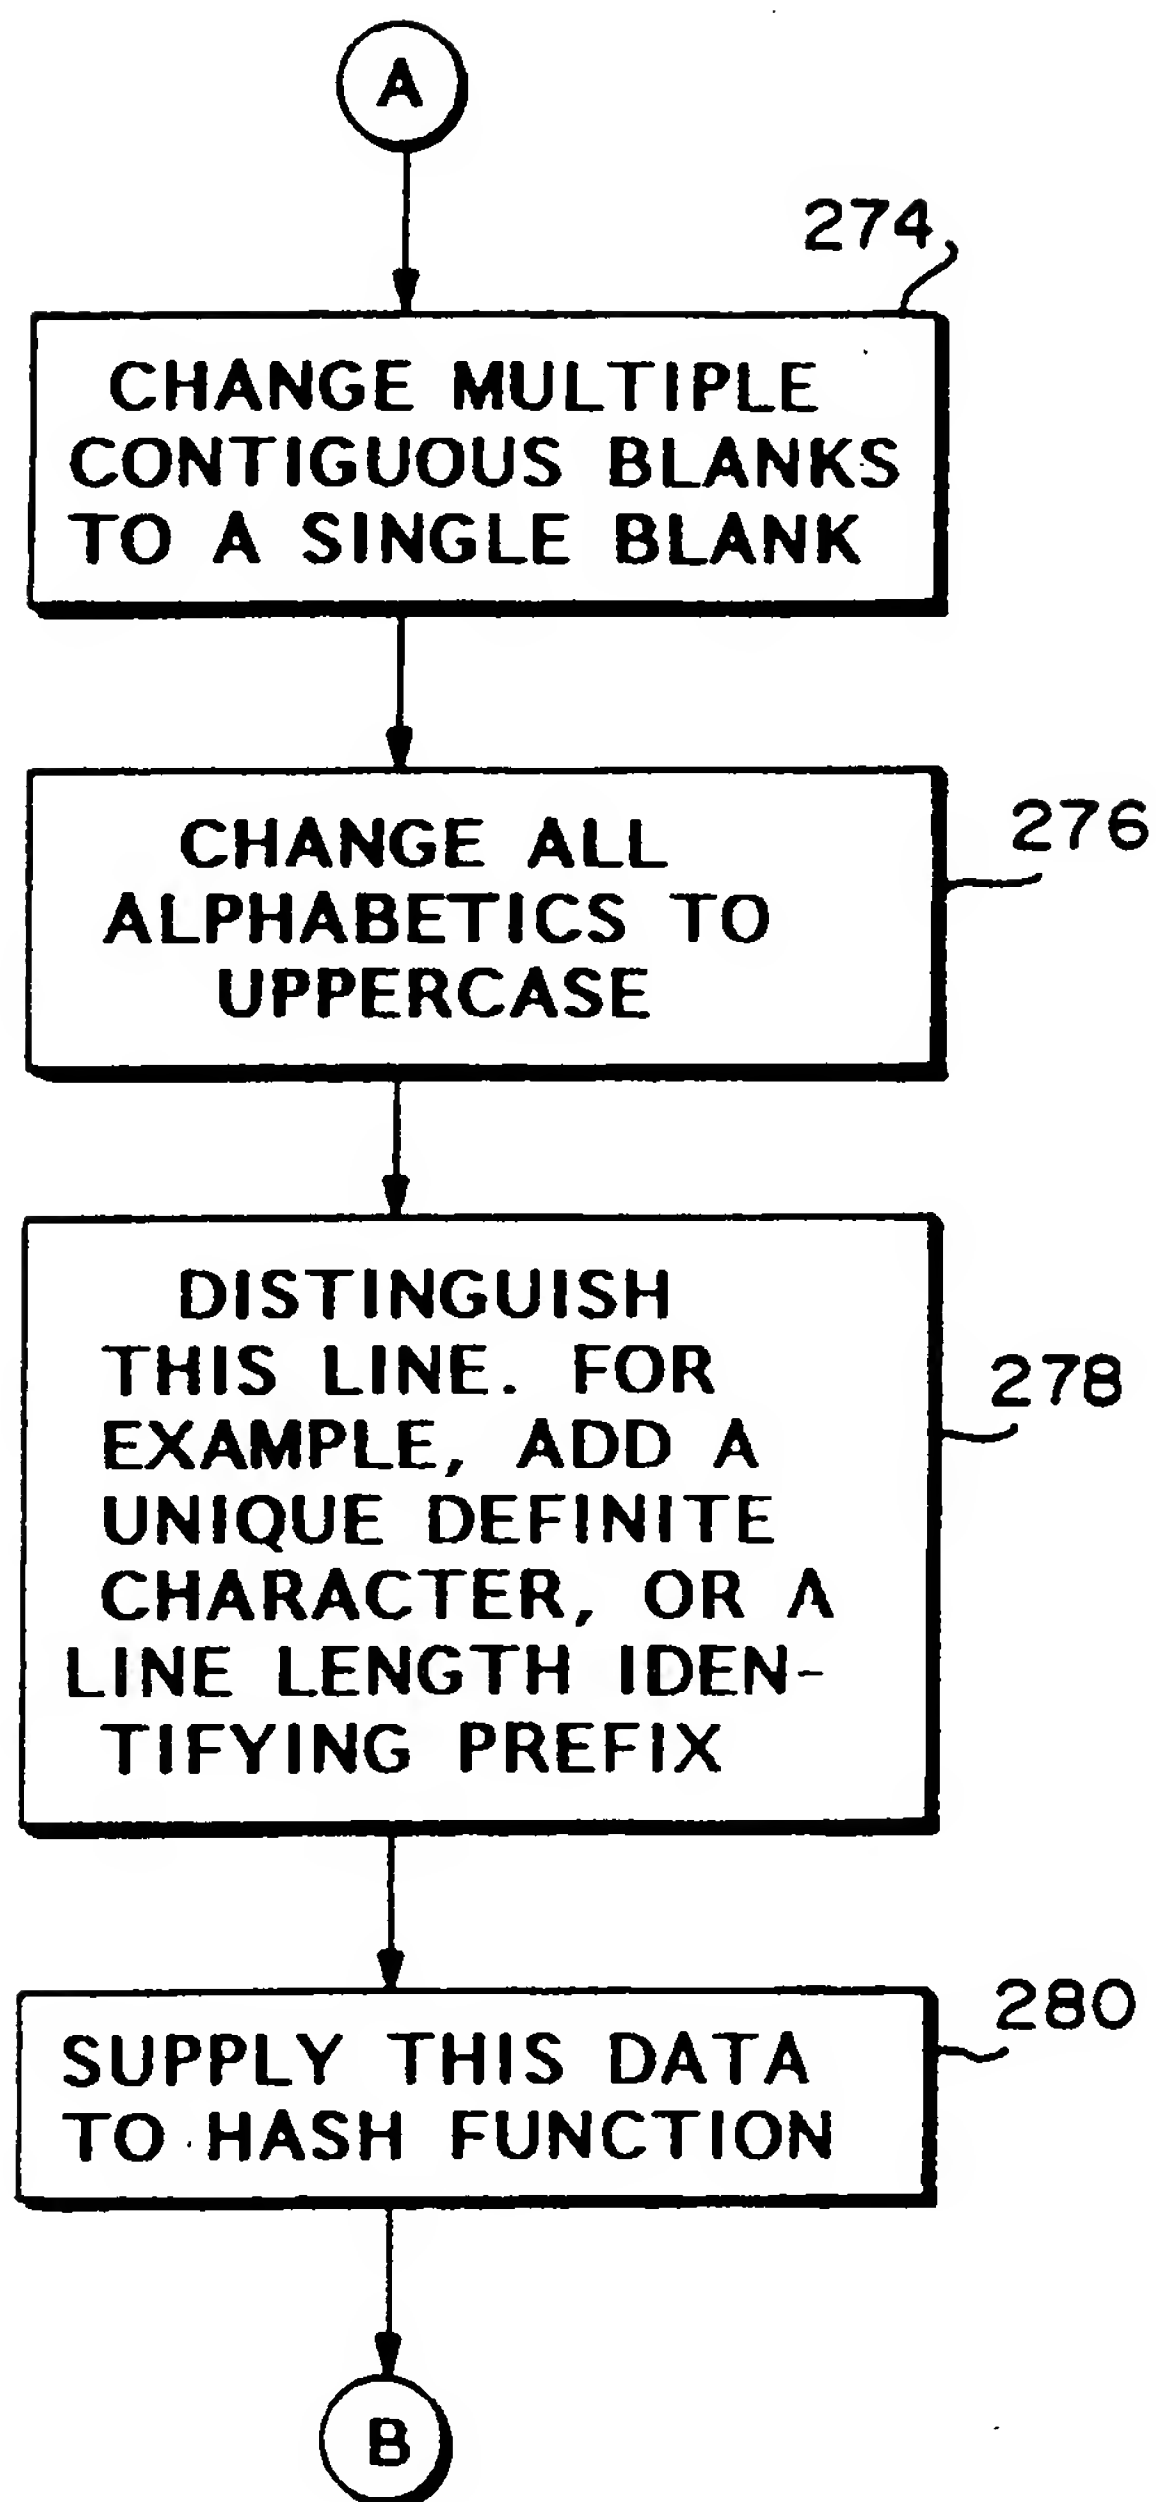 A
274
CHANGE MULTIPLE
CONTIGUOUS BLANKS
TO A SINGLE BLANK
276
CHANGE ALL
ALPHABETICS TO
UPPERCASE
278
DISTINGUISH
THIS LINE. FOR
EXAMPLE, ADD A
UNIQUE DEFINITE
CHARACTER, OR A
LINE LENGTH IDEN-
TIFYING PREFIX
280
SUPPLY THIS DATA
TO HASH FUNCTION
B